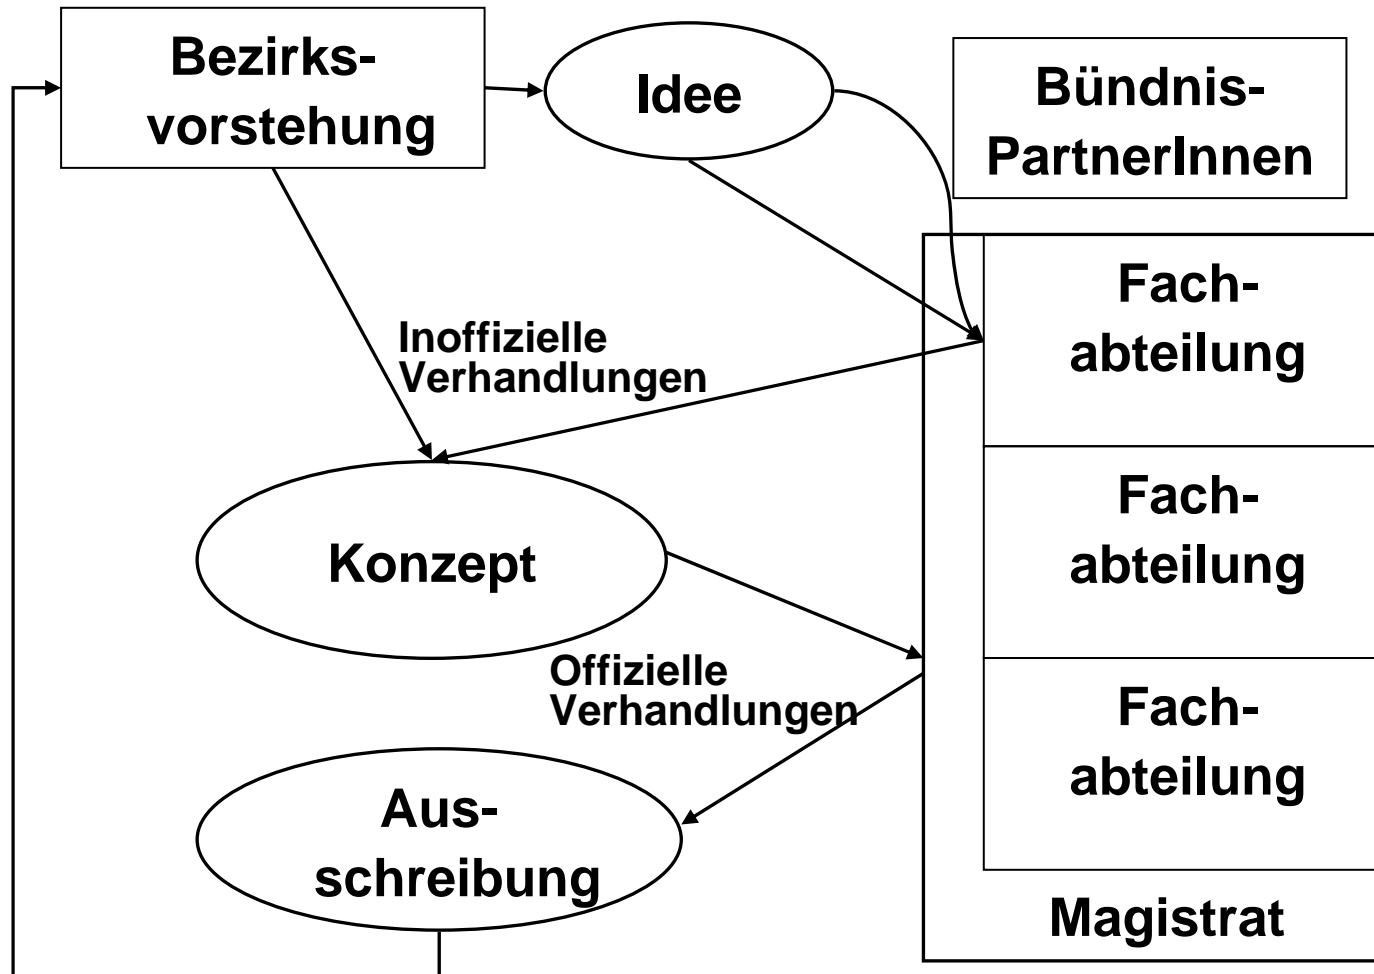 Bezirks-
vorstehung
Idee
Bündnis-
PartnerInnen
Fach-
abteilung
Inoffizielle
Verhandlungen
Fach-
abteilung
Konzept
Offizielle
Verhandlungen
Fach-
abteilung
Aus-
schreibung
Magistrat